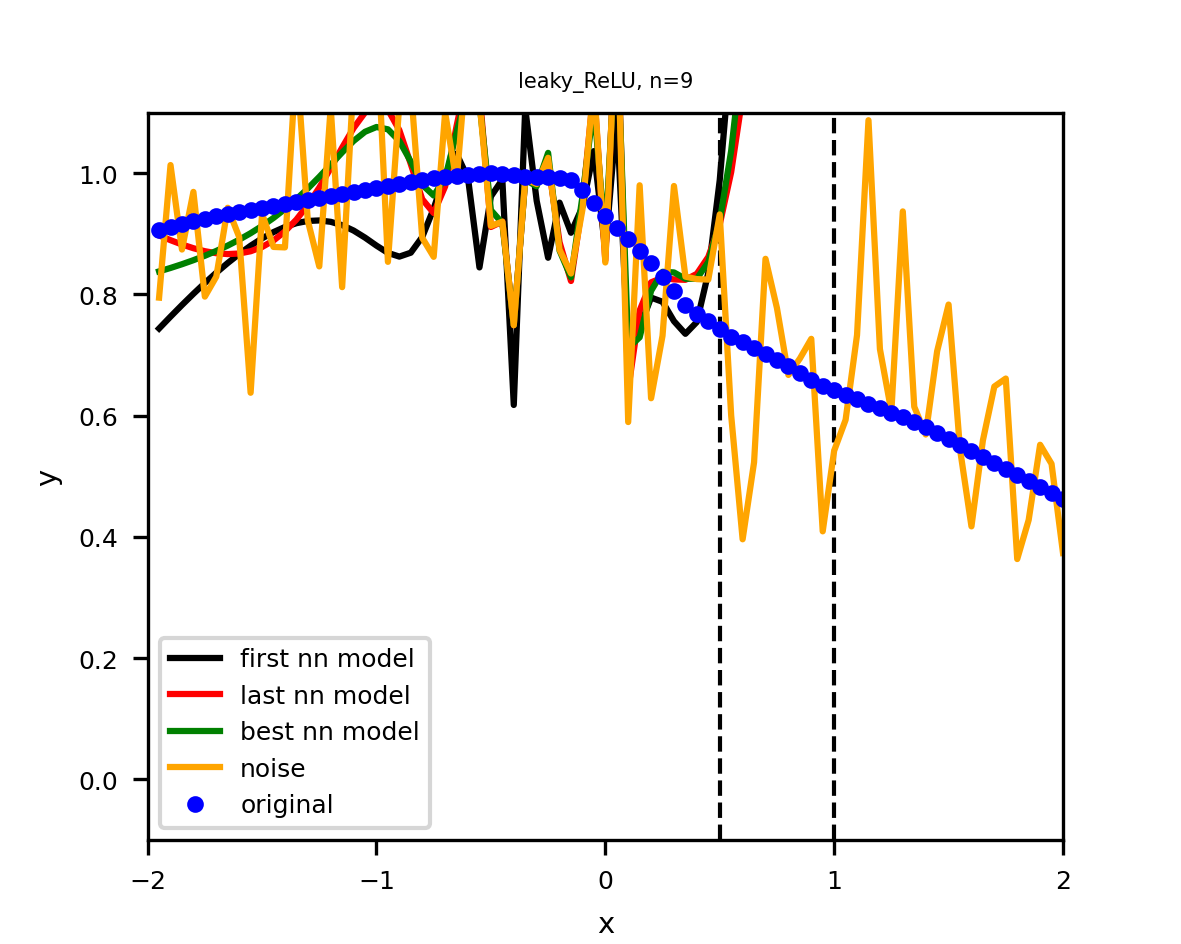 leaky_ReLU, n=9
1.0
0.8
0.6
0.4
0.2
0.0
y
first nn model
last nn model
best nn model
noise
original
−2
−1
0
1
2
x